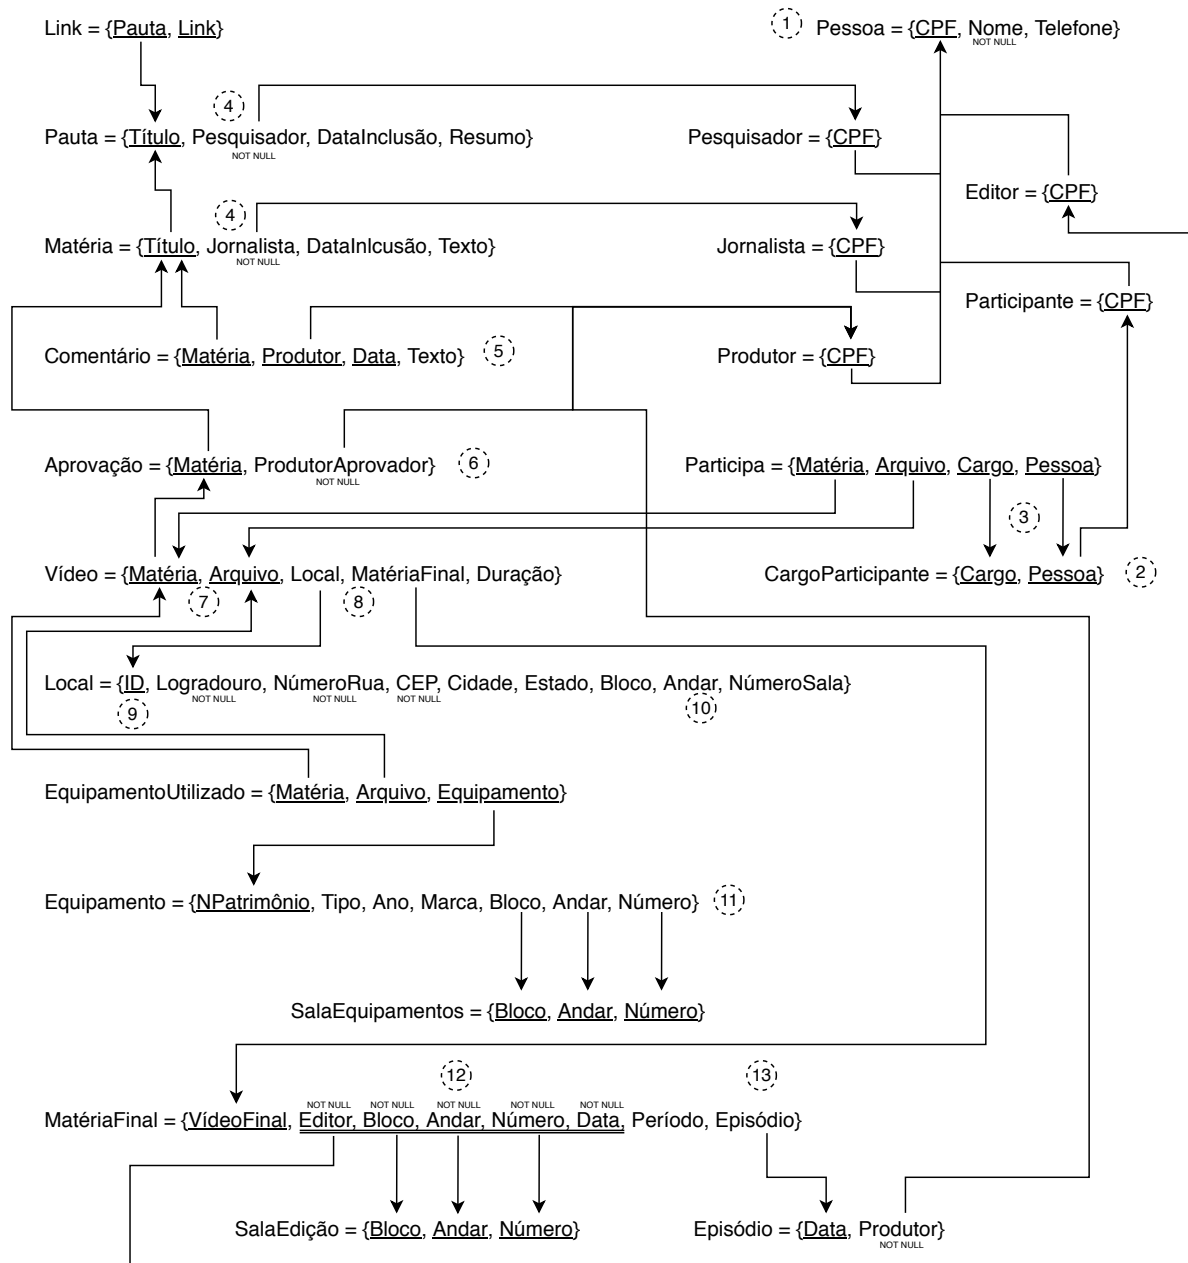 Link = {Pauta, Link}
1 Pessoa = {CPF, Nome, Telefone}
NOT NULL
4
Pauta = {Título, Pesquisador, DataInclusão, Resumo}
NOT NULL
Pesquisador = {CPF}
Editor = {CPF}
4
Matéria = {Título, Jornalista, DataInlcusão, Texto}
NOT NULL
Jornalista = {CPF}
Participante = {CPF}
Comentário = {Matéria, Produtor, Data, Texto} 5
Produtor = {CPF}
Aprovação = {Matéria, ProdutorAprovador} 6
NOT NULL
Participa = {Matéria, Arquivo, Cargo, Pessoa}
3
Vídeo = {Matéria, Arquivo, Local, MatériaFinal, Duração}
7 8
CargoParticipante = {Cargo, Pessoa} 2
Local = {ID, Logradouro, NúmeroRua, CEP, Cidade, Estado, Bloco, Andar, NúmeroSala}
NOT NULL NOT NULL NOT NULL
9 10
EquipamentoUtilizado = {Matéria, Arquivo, Equipamento}
Equipamento = {NPatrimônio, Tipo, Ano, Marca, Bloco, Andar, Número} 11
SalaEquipamentos = {Bloco, Andar, Número}
12 13
NOT NULL NOT NULL NOT NULL NOT NULL NOT NULL
MatériaFinal = {VídeoFinal, Editor, Bloco, Andar, Número, Data, Período, Episódio}
SalaEdição = {Bloco, Andar, Número}
Episódio = {Data, Produtor}
NOT NULL